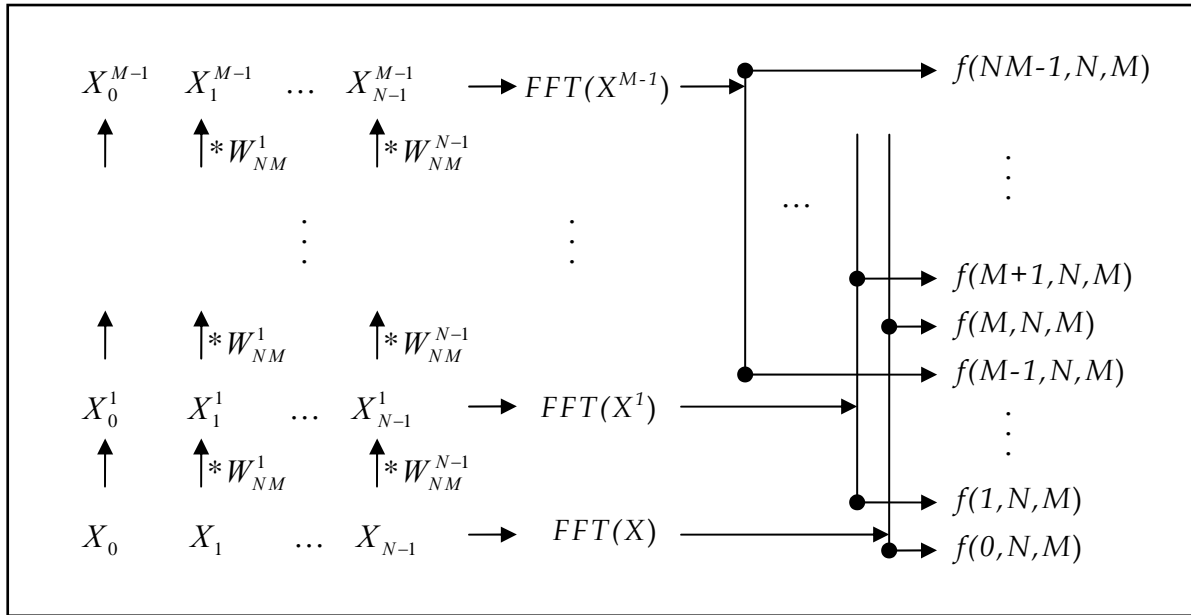 X_0^{M-1} X_1^{M-1} ... X_{N-1}^{M-1} FFT(X^{M-1}) f(NM-1,N,M)
*W_{NM}^1 *W_{NM}^{N-1}
⋮ ⋮ ... ⋮
f(M+1,N,M)
*W_{NM}^1 *W_{NM}^{N-1} f(M,N,M)
f(M-1,N,M)
X_0^1 X_1^1 ... X_{N-1}^1 FFT(X^1)
⋮
*W_{NM}^1 *W_{NM}^{N-1}
f(1,N,M)
X_0 X_1 ... X_{N-1} FFT(X)
f(0,N,M)